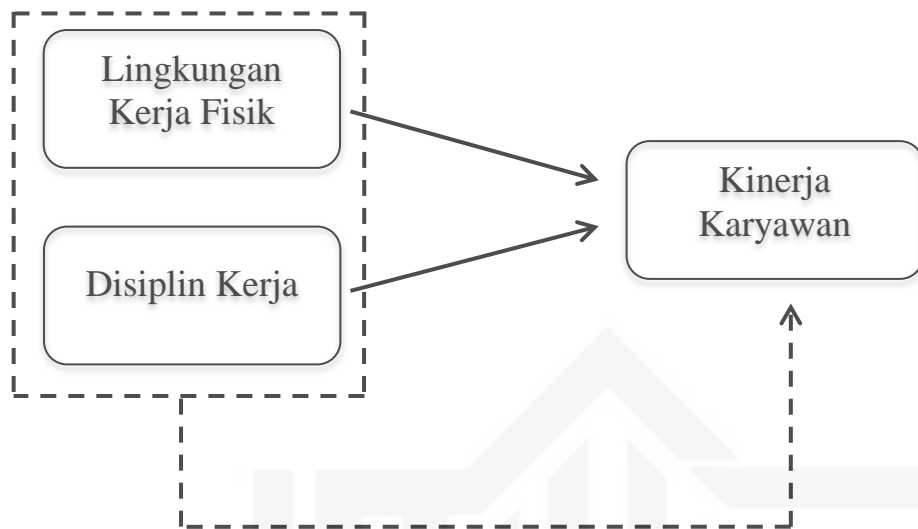 Lingkungan
Kerja Fisik
Kinerja
Karyawan
Disiplin Kerja